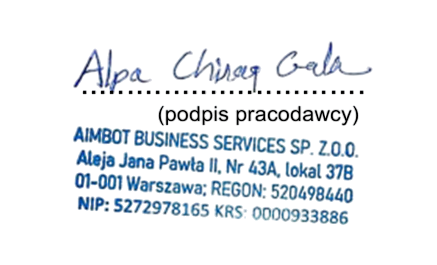 Alpa Chirag Gala
(podpis pracodawcy)
AIMBOT BUSINESS SERVICES SP. Z.O.O.
Aleja Jana Pawła II, Nr 43A, lokal 37B
01-001 Warszawa; REGON: 520498440
NIP: 5272978165 KRS: 0000933886